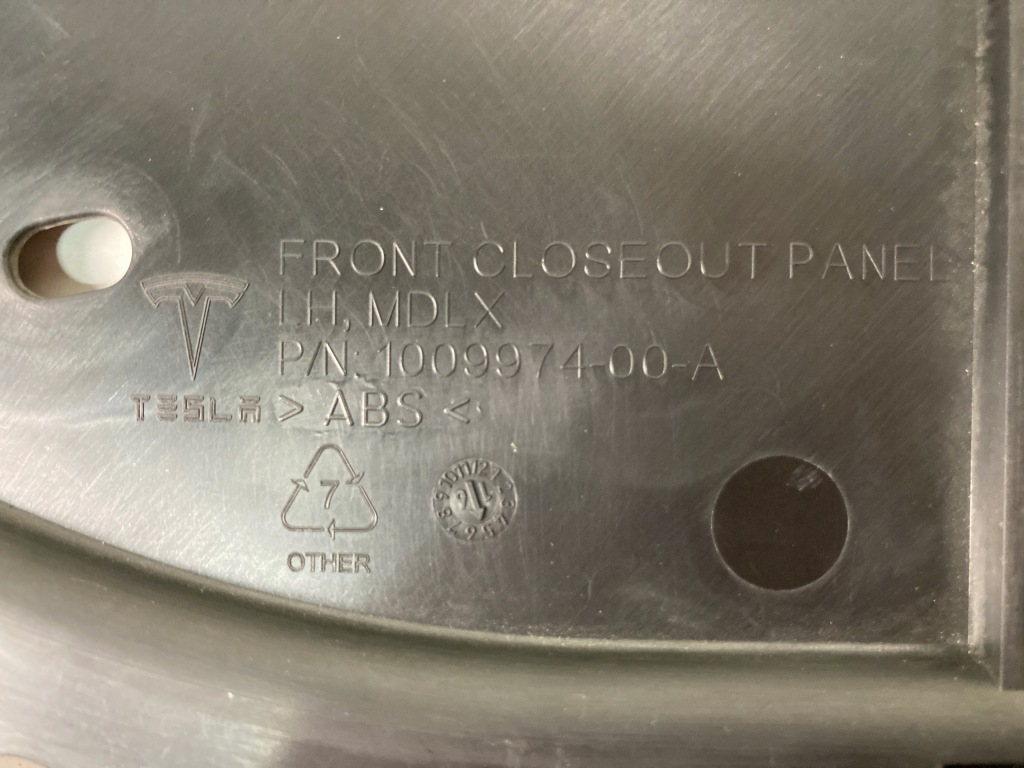 FRONT CLOSEOUT PANEL
LH, MDLX
P/N: 1009974-00-A
TESLA > ABS <
7
OTHER